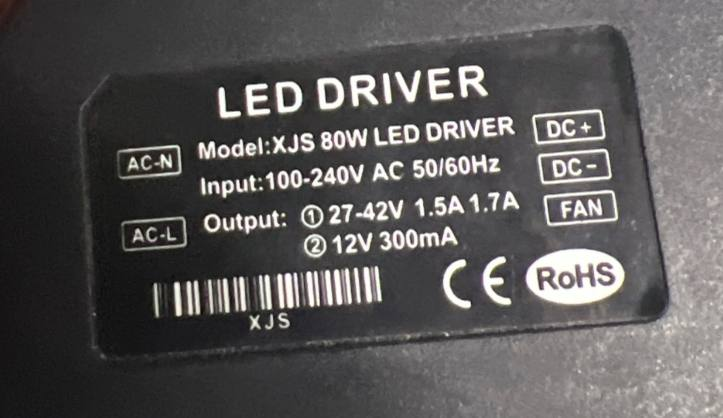 LED DRIVER
AC-N
Model:XJS 80W LED DRIVER
DC+
Input:100-240V AC 50/60Hz
DC-
AC-L
Output: ① 27-42V 1.5A 1.7A
FAN
② 12V 300mA
XJS
CE
RoHS